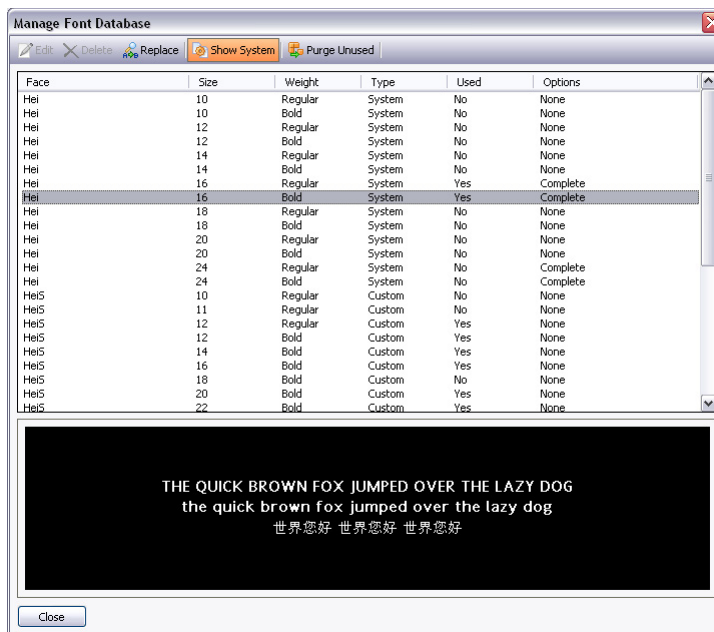 Manage Font Database
Edit Delete Replace Show System Purge Unused
Face Size Weight Type Used Options
Hei 10 Regular System No None
Hei 10 Bold System No None
Hei 12 Regular System No None
Hei 12 Bold System No None
Hei 14 Regular System No None
Hei 14 Bold System No None
Hei 16 Regular System Yes Complete
Hei 16 Bold System Yes Complete
Hei 18 Regular System No None
Hei 18 Bold System No None
Hei 20 Regular System No None
Hei 20 Bold System No None
Hei 24 Regular System No Complete
Hei 24 Bold System No Complete
HeiS 10 Regular Custom No None
HeiS 11 Regular Custom No None
HeiS 12 Regular Custom Yes None
HeiS 12 Bold Custom Yes None
HeiS 14 Bold Custom Yes None
HeiS 16 Bold Custom Yes None
HeiS 18 Bold Custom No None
HeiS 20 Bold Custom Yes None
HeiS 22 Bold Custom Yes None
THE QUICK BROWN FOX JUMPED OVER THE LAZY DOG
the quick brown fox jumped over the lazy dog
世界您好 世界您好 世界您好
Close